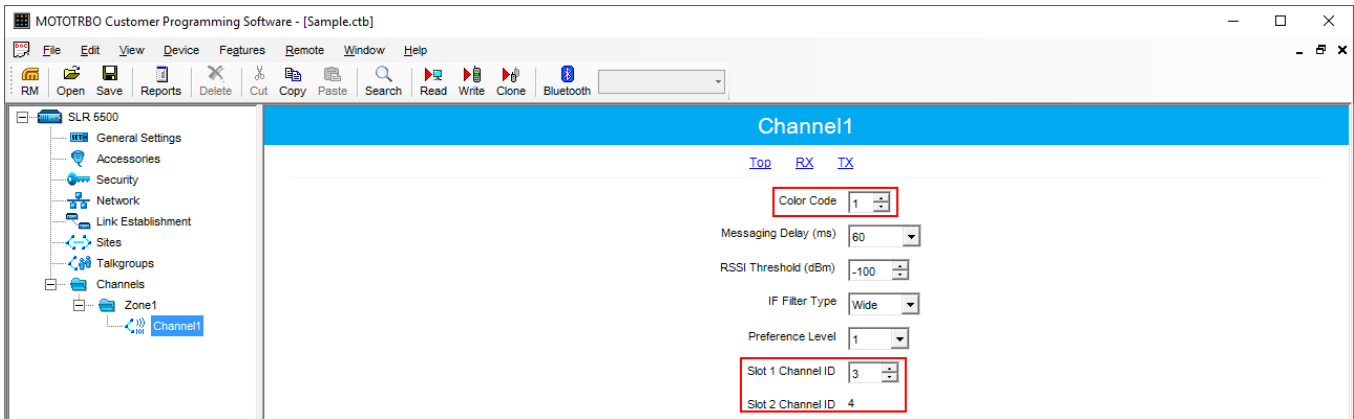 MOTOTRBO Customer Programming Software - [Sample.ctb]
File Edit View Device Features Remote Window Help
RM Open Save Reports Delete Cut Copy Paste Search Read Write Clone Bluetooth
SLR 5500
General Settings
Accessories
Security
Network
Link Establishment
Sites
Talkgroups
Channels
Zone1
Channel1
Channel1
Top RX TX
Color Code 1
Messaging Delay (ms) 60
RSSI Threshold (dBm) -100
IF Filter Type Wide
Preference Level 1
Slot 1 Channel ID 3
Slot 2 Channel ID 4